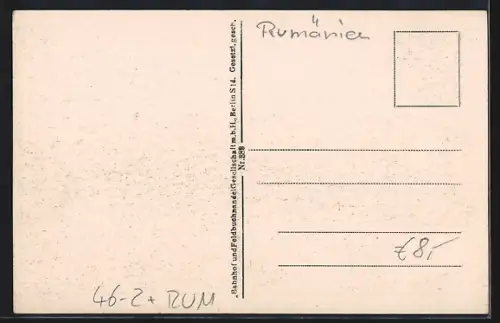 Rumänien
„Bahnhof und Feldbuchhandel Gesellschaft m.b.H., Berlin S 14. Gesetzl. gesch.
Nr. 389
€8,-
46-2+ RUM